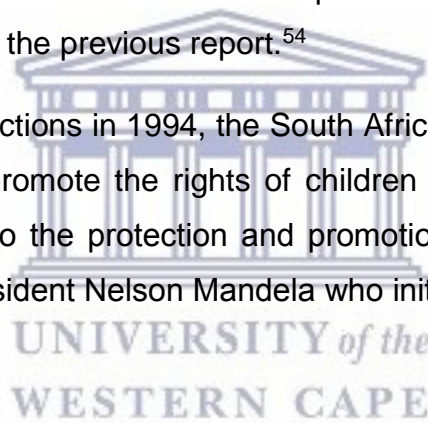 the previous report.54
ctions in 1994, the South Afric
romote the rights of children
o the protection and promotio
sident Nelson Mandela who init
UNIVERSITY of the
WESTERN CAPE